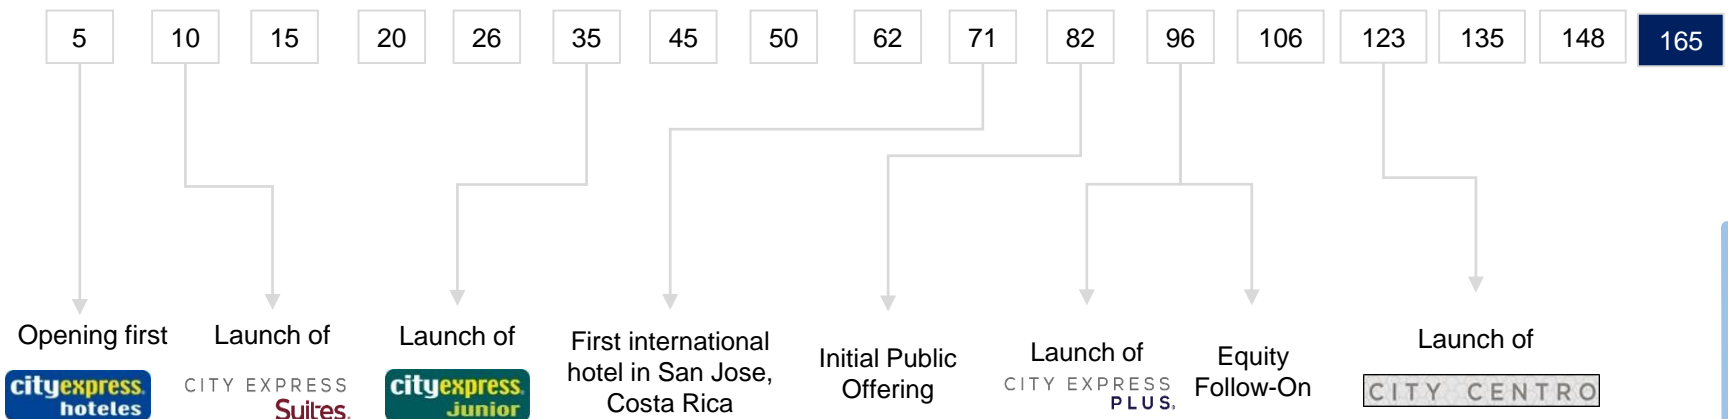 5 10 15 20 26 35 45 50 62 71 82 96 106 123 135 148 165
Opening first
cityexpress.
hoteles
Launch of
CITY EXPRESS
Suites.
Launch of
cityexpress.
junior
First international
hotel in San Jose,
Costa Rica
Initial Public
Offering
Launch of
CITY EXPRESS
PLUS.
Equity
Follow-On
Launch of
CITY CENTRO